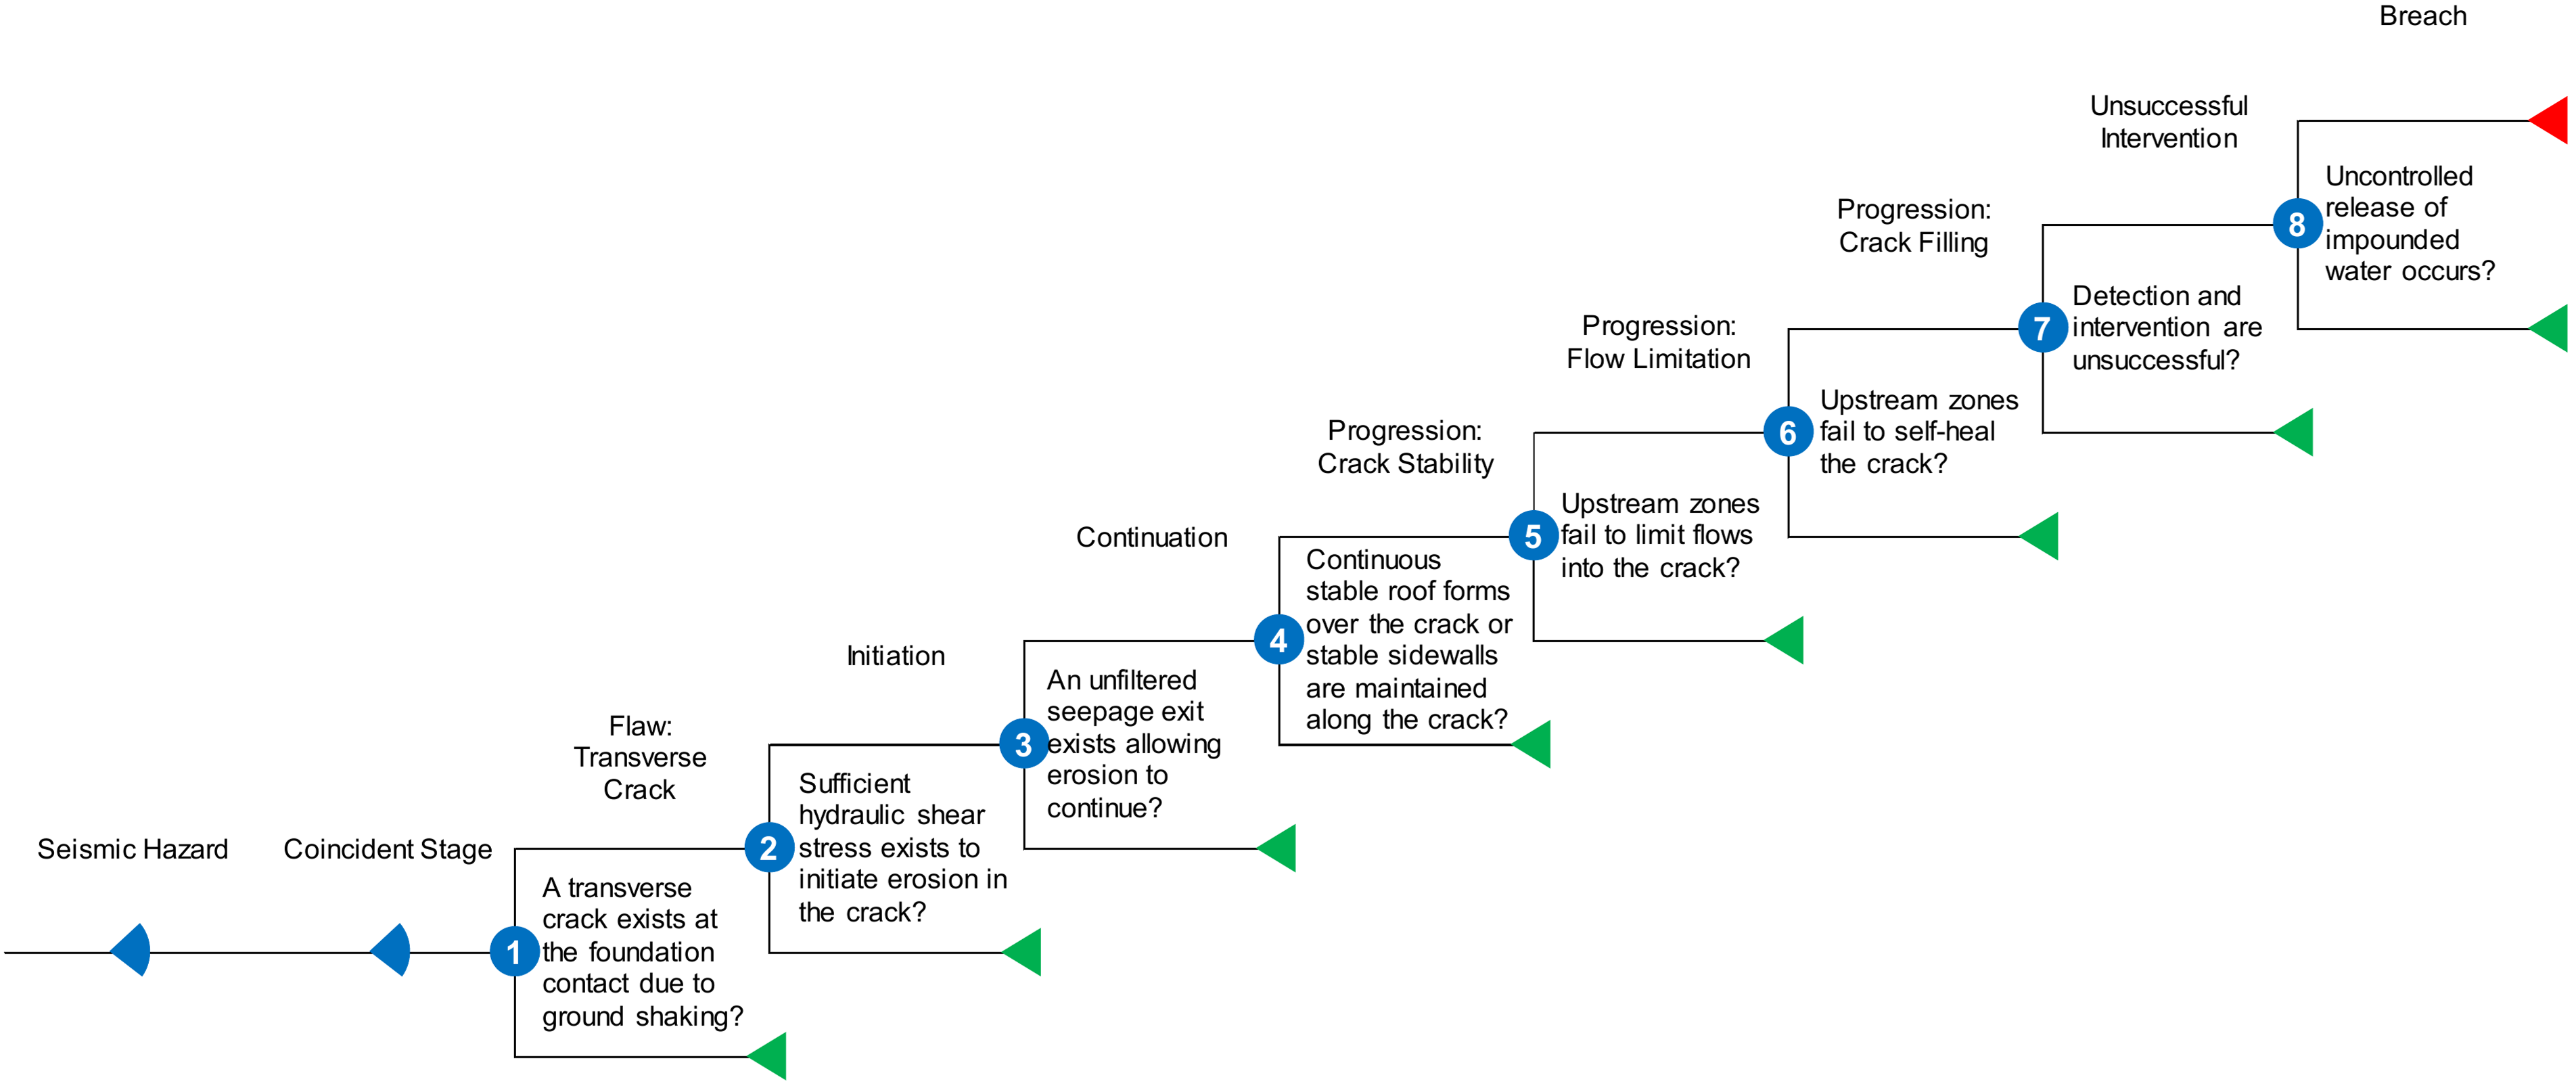 Seismic Hazard
Coincident Stage
Flaw:
Transverse
Crack
Initiation
Continuation
Progression:
Crack Stability
Progression:
Flow Limitation
Progression:
Crack Filling
Unsuccessful
Intervention
Breach
1
A transverse
crack exists at
the foundation
contact due to
ground shaking?
2
Sufficient
hydraulic shear
stress exists to
initiate erosion in
the crack?
3
An unfiltered
seepage exit
exists allowing
erosion to
continue?
4
Continuous
stable roof forms
over the crack or
stable sidewalls
are maintained
along the crack?
5
Upstream zones
fail to limit flows
into the crack?
6
Upstream zones
fail to self-heal
the crack?
7
Detection and
intervention are
unsuccessful?
8
Uncontrolled
release of
impounded
water occurs?